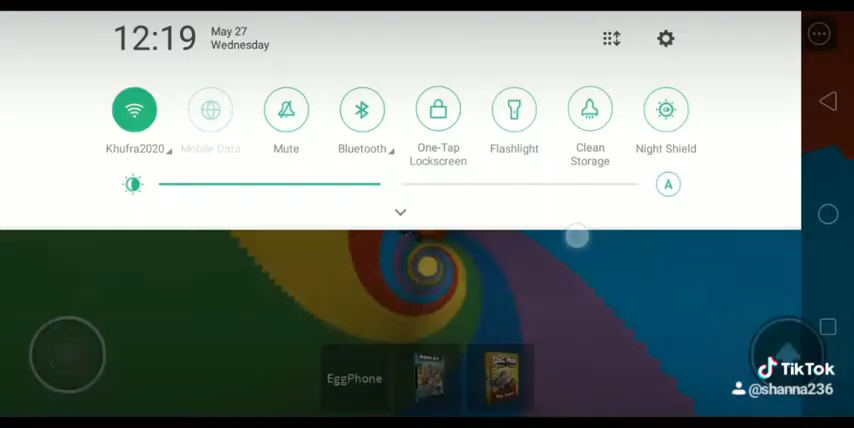 12:19
May 27
Wednesday
Khufra2020
Mobile Data
Mute
Bluetooth
One-Tap
Lockscreen
Flashlight
Clean
Storage
Night Shield
A
EggPhone
TikTok
@shanna236